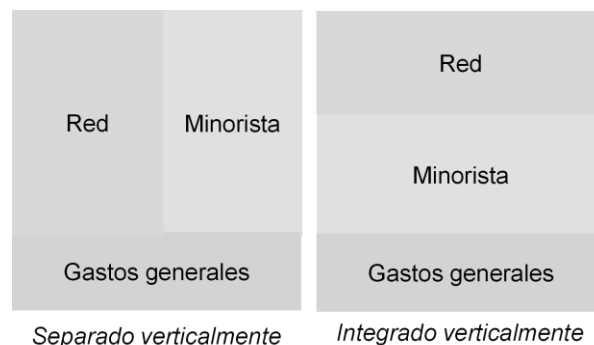 Red
Minorista
Gastos generales
Separado verticalmente
Red
Minorista
Gastos generales
Integrado verticalmente